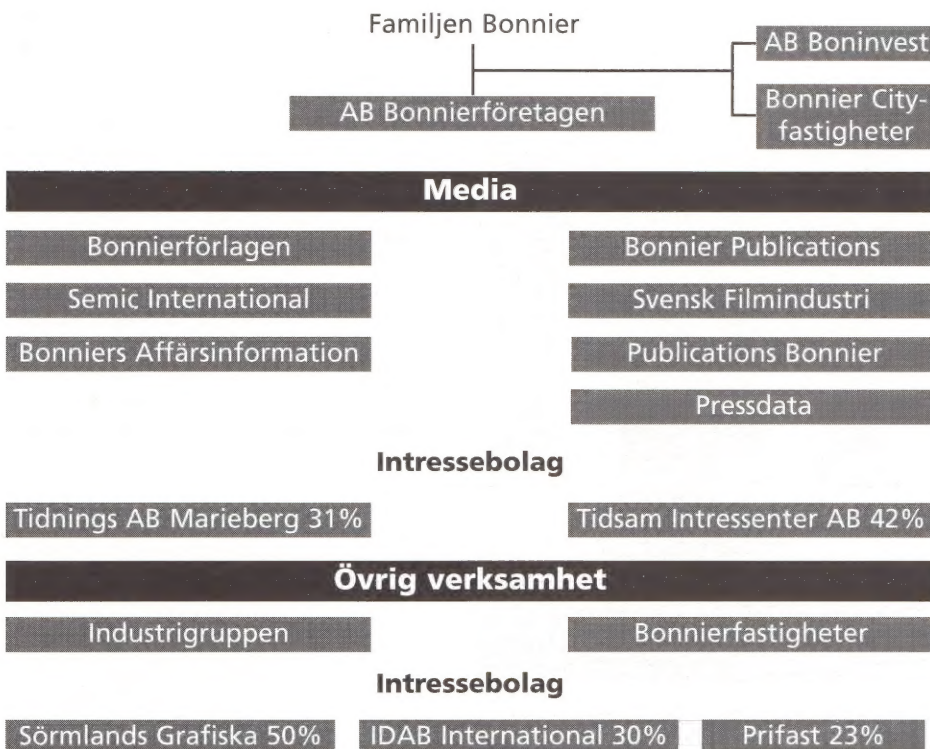 Familjen Bonnier
AB Boninvest
AB Bonnierföretagen
Bonnier City-
fastigheter
Media
Bonnierförlagen
Bonnier Publications
Semic International
Svensk Filmindustri
Bonniers Affärsinformation
Publications Bonnier
Pressdata
Intressebolag
Tidnings AB Marieberg 31%
Tidsam Intressenter AB 42%
Övrig verksamhet
Industrigruppen
Bonnierfastigheter
Intressebolag
Sörmlands Grafiska 50%
IDAB International 30%
Prifast 23%